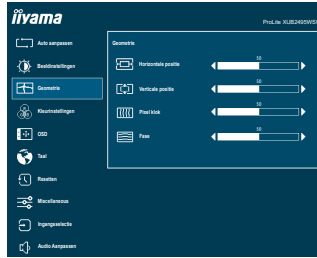 iiyama
ProLite XUB2495WSU
Auto aanpassen
Beeldinstellingen
Geometrie
Kleurinstellingen
OSD
Taal
Resetten
Miscellaneous
Ingangsselectie
Audio Aanpassen
Geometrie
Horizontale positie
50
Verticale positie
50
Pixel kick
50
Fase
50